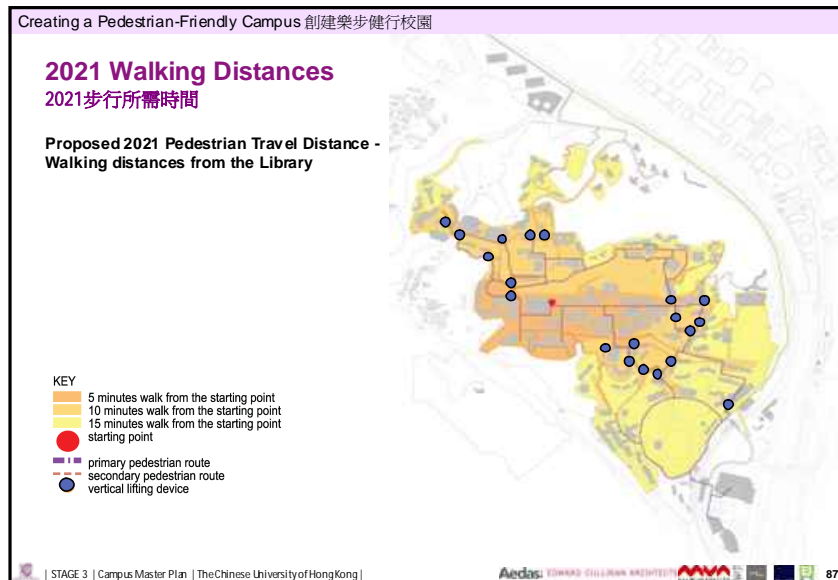 Creating a Pedestrian-Friendly Campus 創建樂步健行校園
2021 Walking Distances
2021步行所需時間
Proposed 2021 Pedestrian Travel Distance -
Walking distances from the Library
KEY
5 minutes walk from the starting point
10 minutes walk from the starting point
15 minutes walk from the starting point
starting point
primary pedestrian route
secondary pedestrian route
vertical lifting device
| STAGE 3 | Campus Master Plan | The Chinese University of Hong Kong |
Aedas EDWARD CULLINAN ARCHITECTS MVA
87